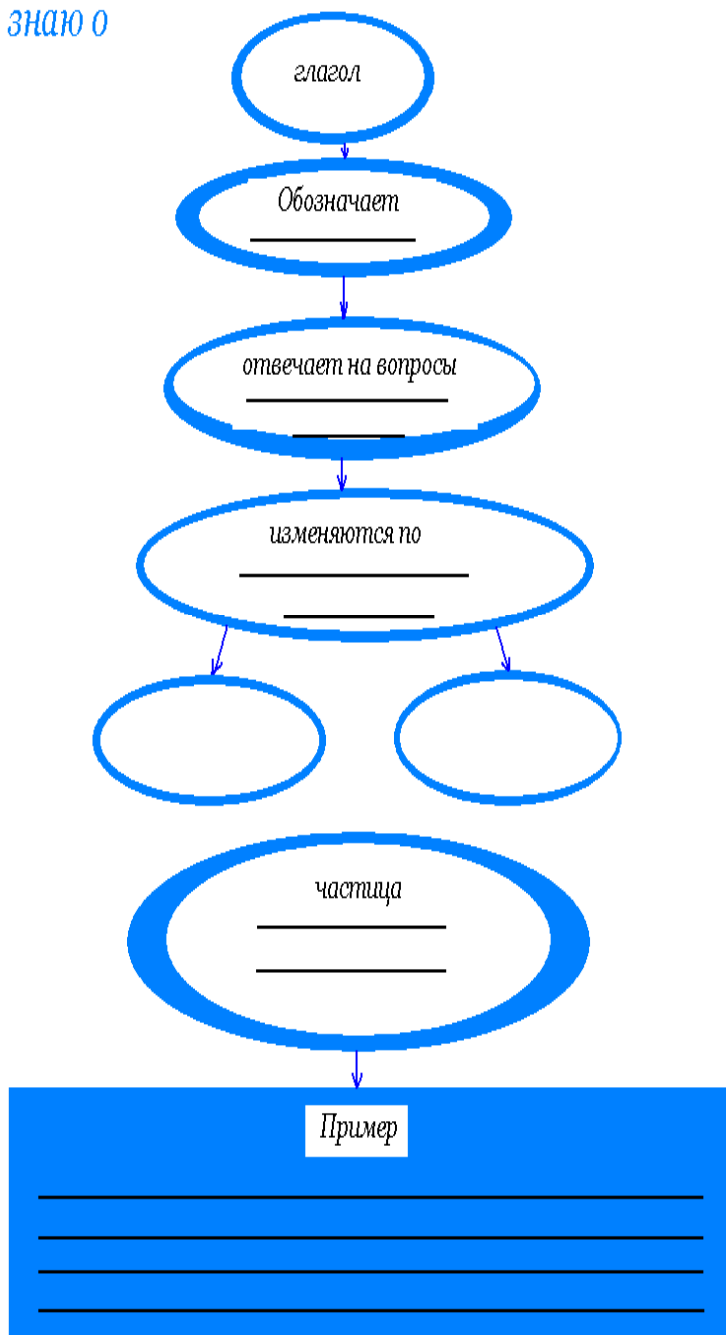 знаю о
глагол
Обозначает
отвечает на вопросы
изменяются по
частица
Пример